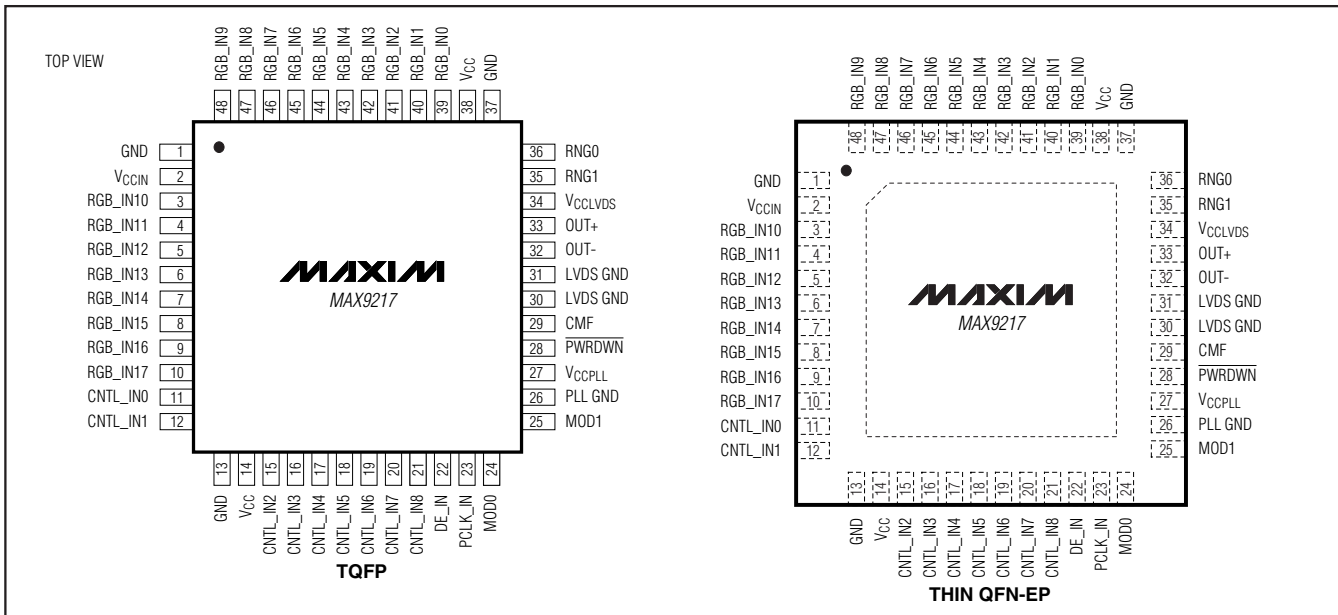 TOP VIEW
RGB_IN9
RGB_IN8
RGB_IN7
RGB_IN6
RGB_IN5
RGB_IN4
RGB_IN3
RGB_IN2
RGB_IN1
RGB_IN0
VCC
GND
48
47
46
45
44
43
42
41
40
39
38
37
GND 1
VCCIN 2
RGB_IN10 3
RGB_IN11 4
RGB_IN12 5
RGB_IN13 6
RGB_IN14 7
RGB_IN15 8
RGB_IN16 9
RGB_IN17 10
CNTL_IN0 11
CNTL_IN1 12
MAXIM
MAX9217
36 RNG0
35 RNG1
34 VCCLVDS
33 OUT+
32 OUT-
31 LVDS GND
30 LVDS GND
29 CMF
28 PWRDWN
27 VCCPLL
26 PLL GND
25 MOD1
13
14
15
16
17
18
19
20
21
22
23
24
GND
VCC
CNTL_IN2
CNTL_IN3
CNTL_IN4
CNTL_IN5
CNTL_IN6
CNTL_IN7
CNTL_IN8
DE_IN
PCLK_IN
MOD0
TQFP
RGB_IN9
RGB_IN8
RGB_IN7
RGB_IN6
RGB_IN5
RGB_IN4
RGB_IN3
RGB_IN2
RGB_IN1
RGB_IN0
VCC
GND
48
47
46
45
44
43
42
41
40
39
38
37
GND 1
VCCIN 2
RGB_IN10 3
RGB_IN11 4
RGB_IN12 5
RGB_IN13 6
RGB_IN14 7
RGB_IN15 8
RGB_IN16 9
RGB_IN17 10
CNTL_IN0 11
CNTL_IN1 12
MAXIM
MAX9217
36 RNG0
35 RNG1
34 VCCLVDS
33 OUT+
32 OUT-
31 LVDS GND
30 LVDS GND
29 CMF
28 PWRDWN
27 VCCPLL
26 PLL GND
25 MOD1
13
14
15
16
17
18
19
20
21
22
23
24
GND
VCC
CNTL_IN2
CNTL_IN3
CNTL_IN4
CNTL_IN5
CNTL_IN6
CNTL_IN7
CNTL_IN8
DE_IN
PCLK_IN
MOD0
THIN QFN-EP